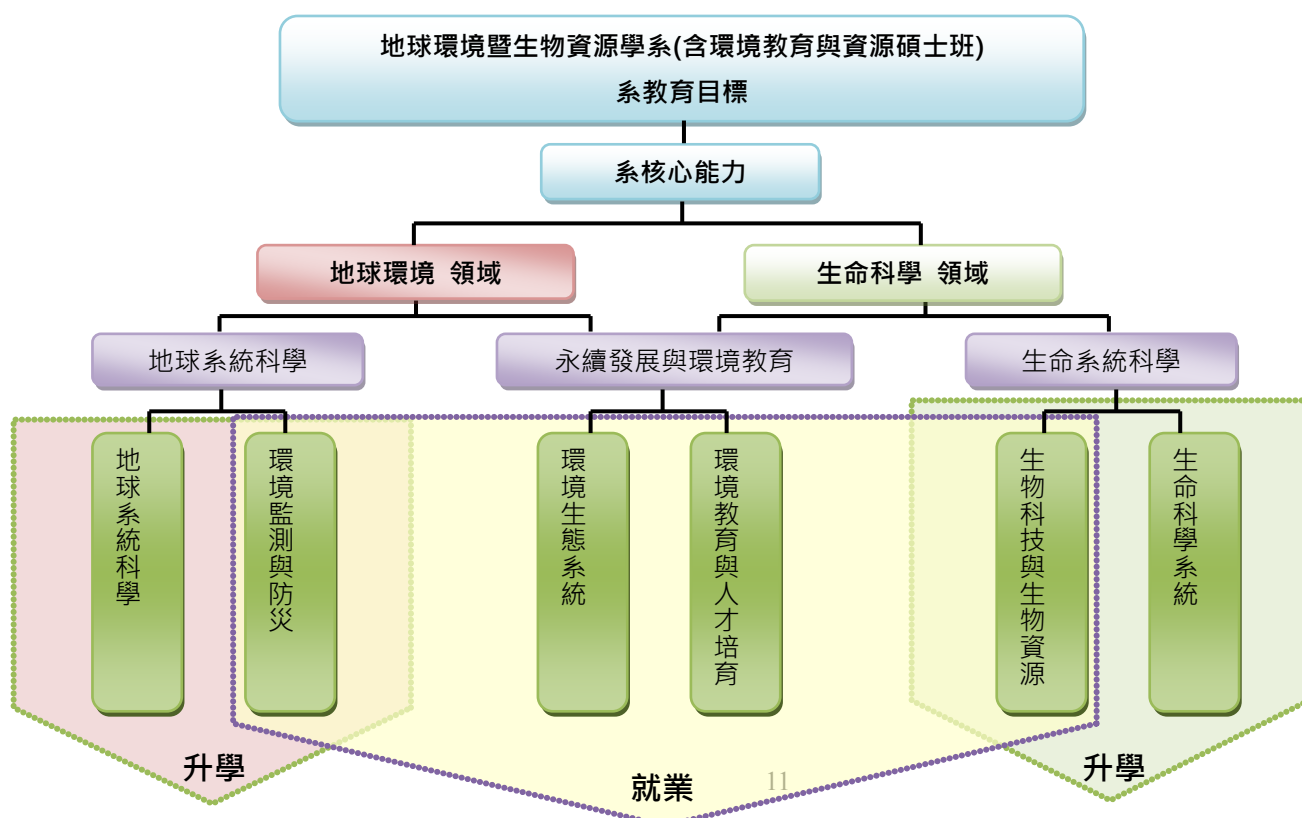 地球環境暨生物資源學系(含環境教育與資源碩士班)
系教育目標
系核心能力
地球環境 領域
生命科學 領域
地球系統科學
永續發展與環境教育
生命系統科學
地球系統科學
環境監測與防災
環境生態系統
環境教育與人才培育
生物科技與生物資源
生命科學系統
升學
就業
11
升學